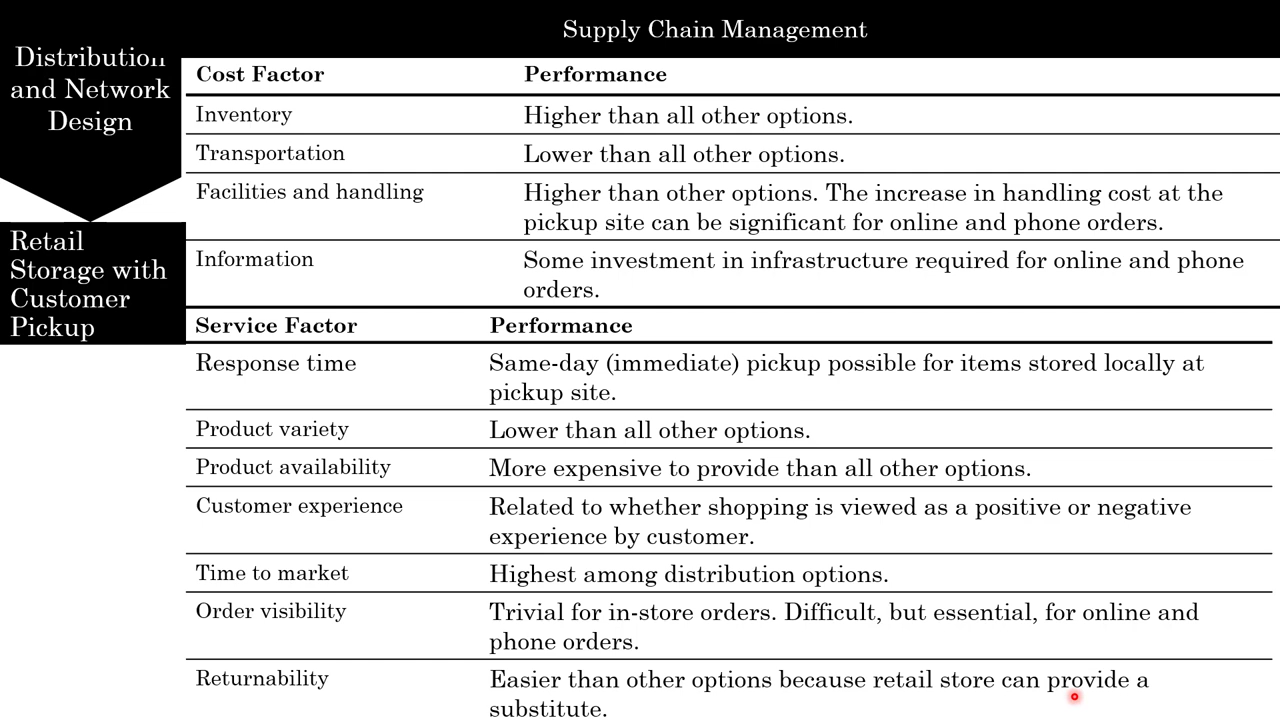 Supply Chain Management
Distribution
and Network
Design
Retail
Storage with
Customer
Pickup
Cost Factor Performance
Inventory Higher than all other options.
Transportation Lower than all other options.
Facilities and handling Higher than other options. The increase in handling cost at the
pickup site can be significant for online and phone orders.
Information Some investment in infrastructure required for online and phone
orders.
Service Factor Performance
Response time Same-day (immediate) pickup possible for items stored locally at
pickup site.
Product variety Lower than all other options.
Product availability More expensive to provide than all other options.
Customer experience Related to whether shopping is viewed as a positive or negative
experience by customer.
Time to market Highest among distribution options.
Order visibility Trivial for in-store orders. Difficult, but essential, for online and
phone orders.
Returnability Easier than other options because retail store can provide a
substitute.